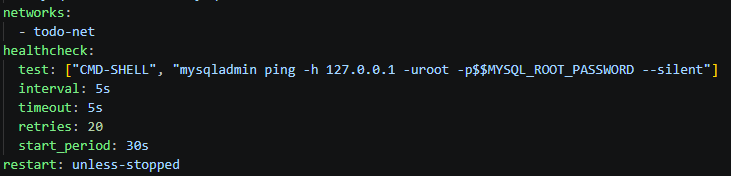 networks:
  - todo-net
healthcheck:
  test: ["CMD-SHELL", "mysqladmin ping -h 127.0.0.1 -uroot -p$$MYSQL_ROOT_PASSWORD --silent"]
  interval: 5s
  timeout: 5s
  retries: 20
  start_period: 30s
restart: unless-stopped